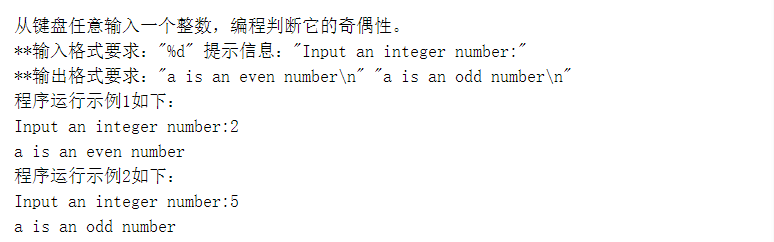 从键盘任意输入一个整数，编程判断它的奇偶性。
**输入格式要求："%d" 提示信息："Input an integer number:"
**输出格式要求："a is an even number\n" "a is an odd number\n"
程序运行示例1如下：
Input an integer number:2
a is an even number
程序运行示例2如下：
Input an integer number:5
a is an odd number